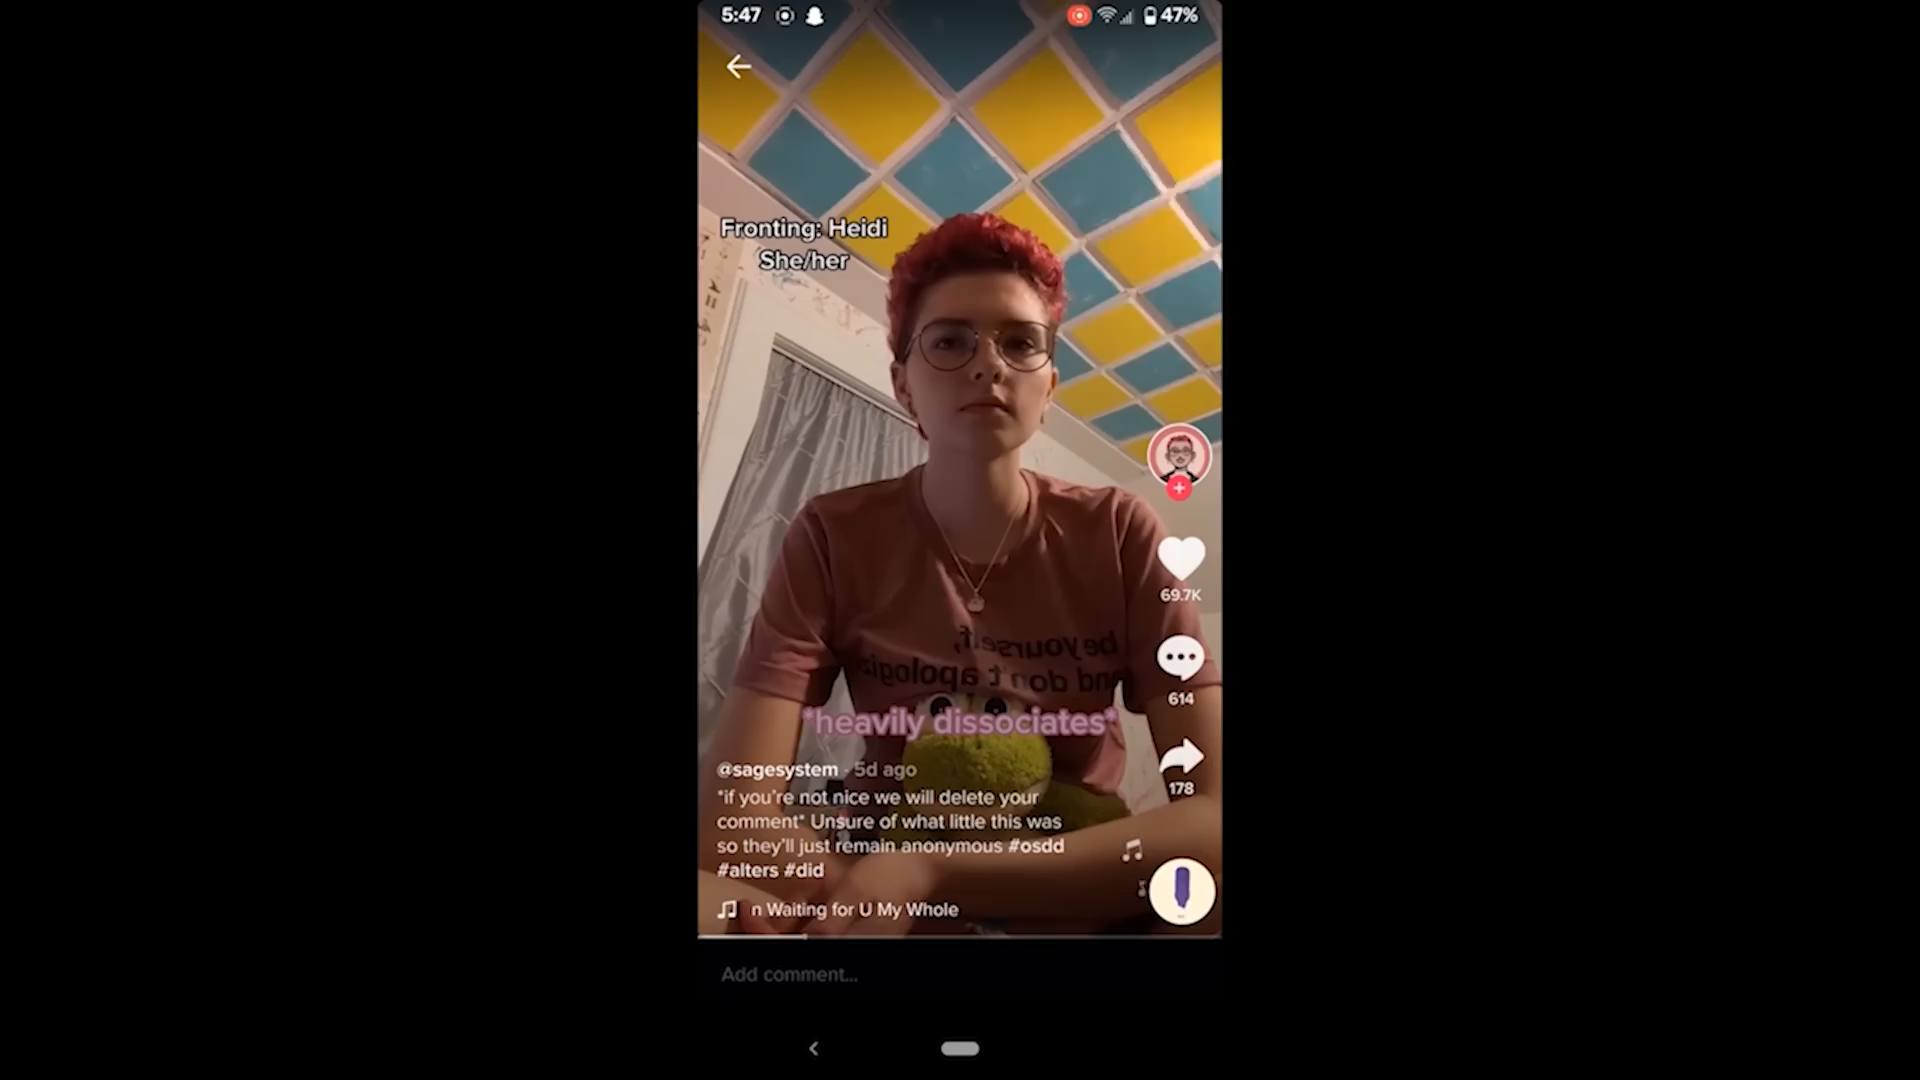 5:47
47%
Fronting: Heidi
She/her
be yourself,
and don't apologiz
*heavily dissociates*
69.7K
614
178
@sagesystem · 5d ago
*if you're not nice we will delete your
comment* Unsure of what little this was
so they'll just remain anonymous #osdd
#alters #did
n Waiting for U My Whole
Add comment...